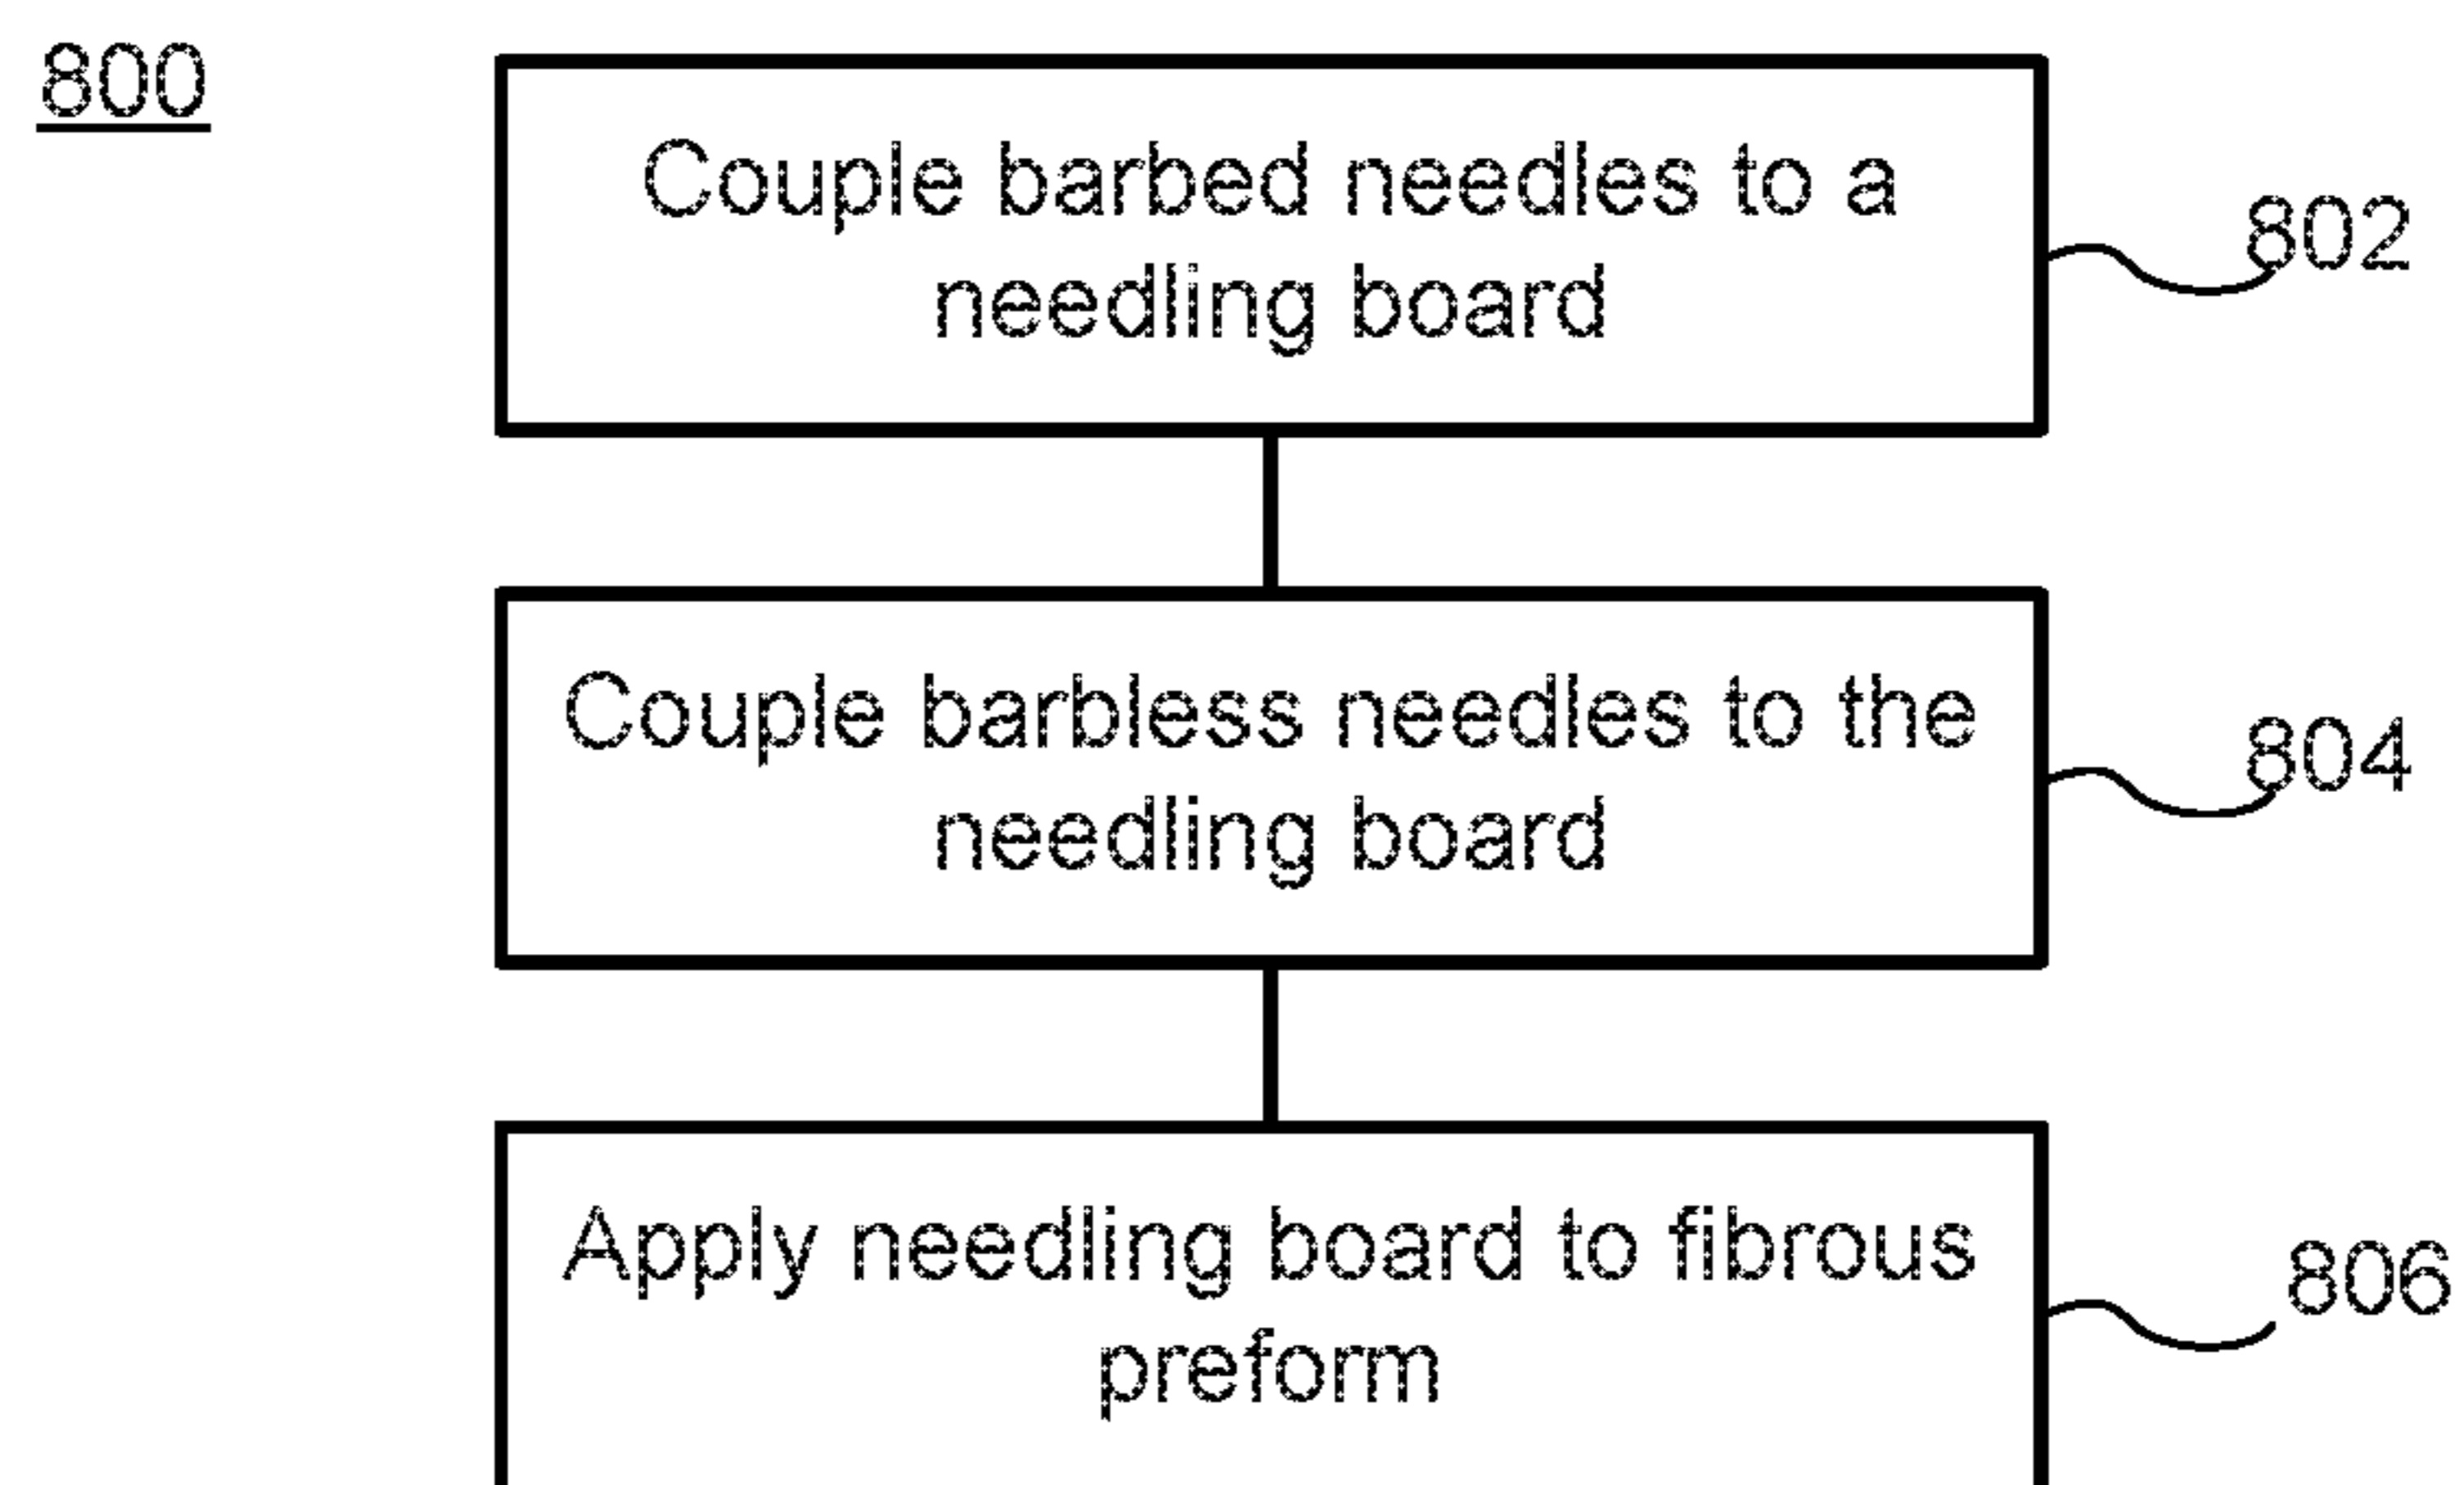 800
Couple barbed needles to a
needling board
802
Couple barbless needles to the
needling board
804
Apply needling board to fibrous
preform
806